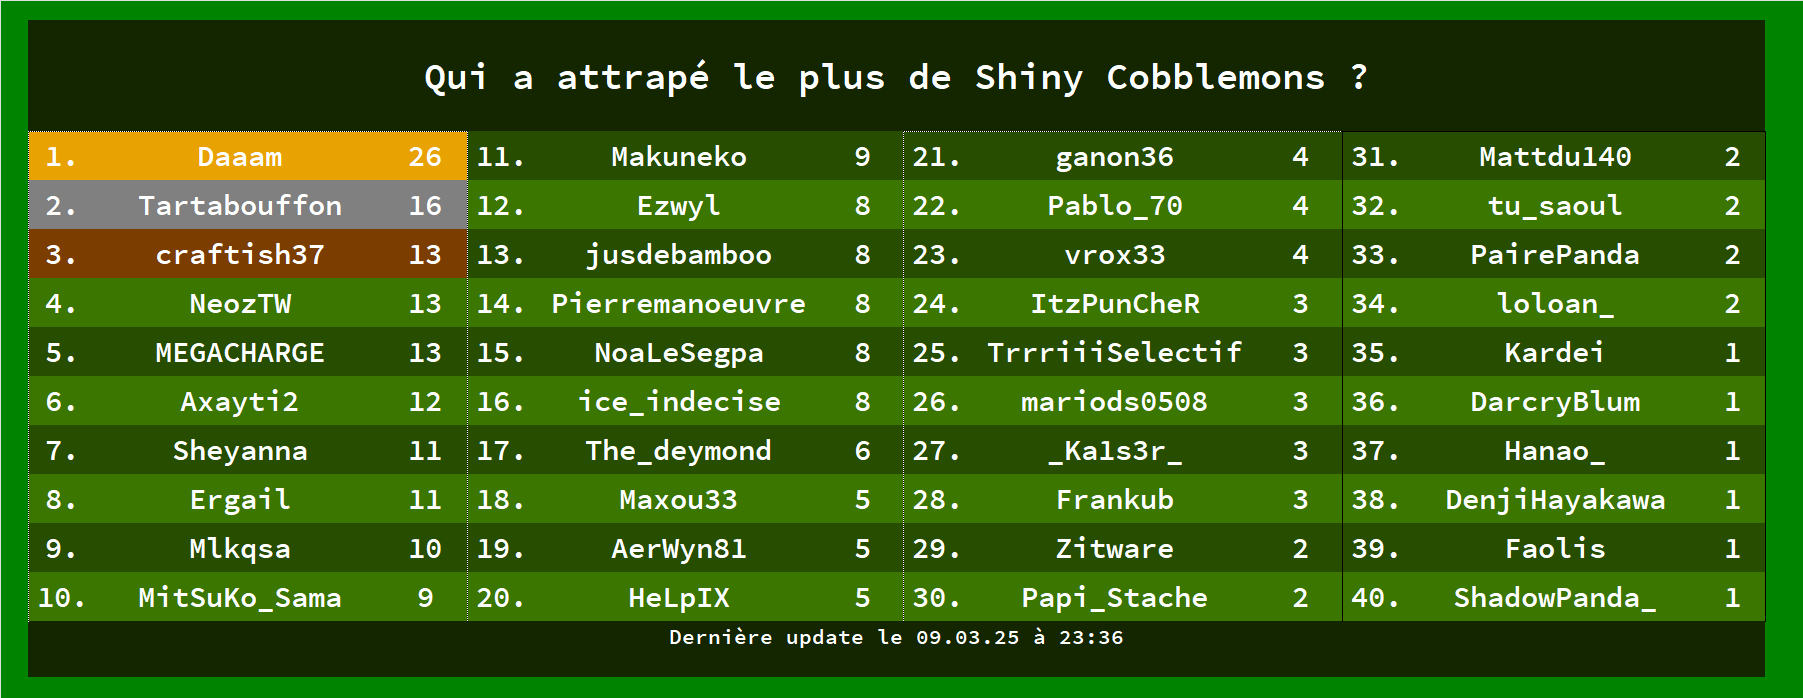 Qui a attrapé le plus de Shiny Cobblemons ?
1. Daaam 26
2. Tartabouffon 16
3. craftish37 13
4. NeozTW 13
5. MEGACHARGE 13
6. Axayti2 12
7. Sheyanna 11
8. Ergail 11
9. Mlkqsa 10
10. MitSuKo_Sama 9
11. Makuneko 9
12. Ezwyl 8
13. jusdebamboo 8
14. Pierremanoeuvre 8
15. NoaLeSegpa 8
16. ice_indecise 8
17. The_deymond 6
18. Maxou33 5
19. AerWyn81 5
20. HeLpIX 5
21. ganon36 4
22. Pablo_70 4
23. vrox33 4
24. ItzPunCheR 3
25. TrrriiiSelectif 3
26. mariods0508 3
27. _Ka1s3r_ 3
28. Frankub 3
29. Zitware 2
30. Papi_Stache 2
31. Mattdu140 2
32. tu_saoul 2
33. PairePanda 2
34. loloan_ 2
35. Kardei 1
36. DarcryBlum 1
37. Hanao_ 1
38. DenjiHayakawa 1
39. Faolis 1
40. ShadowPanda_ 1
Dernière update le 09.03.25 à 23:36